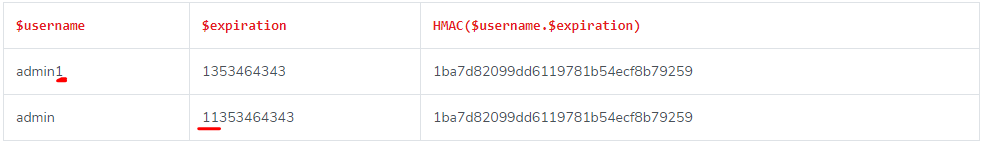 $username $expiration HMAC($username.$expiration)
admin1 1353464343 1ba7d82099dd6119781b54ecf8b79259
admin 11353464343 1ba7d82099dd6119781b54ecf8b79259